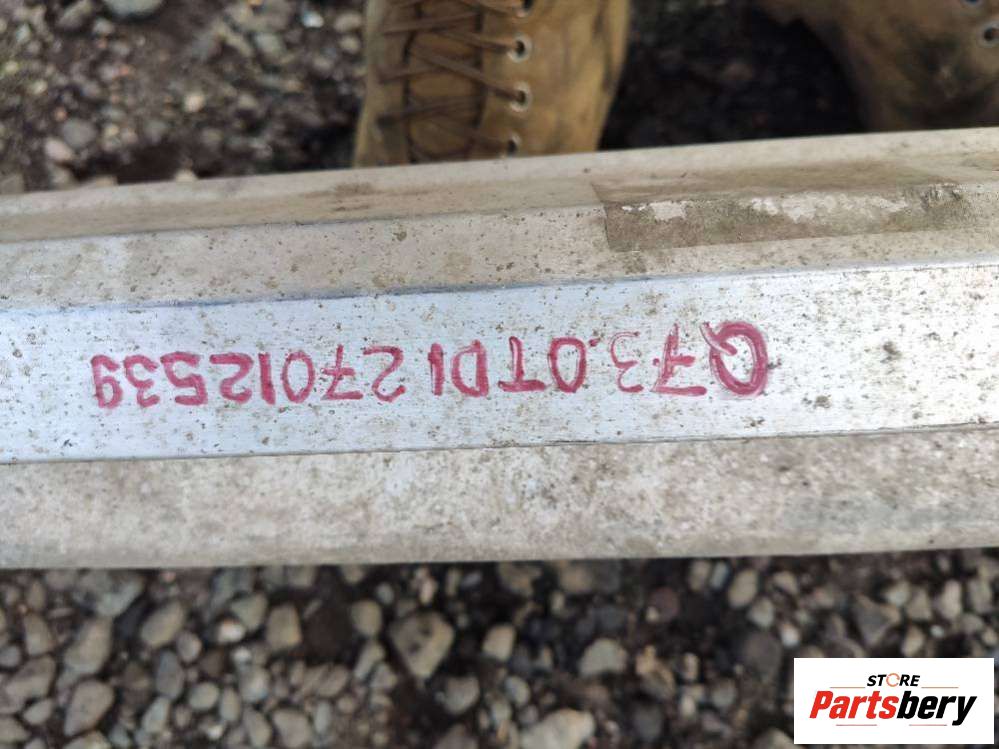 Q7 3.0TDI 27012539
STORE
Partsbery